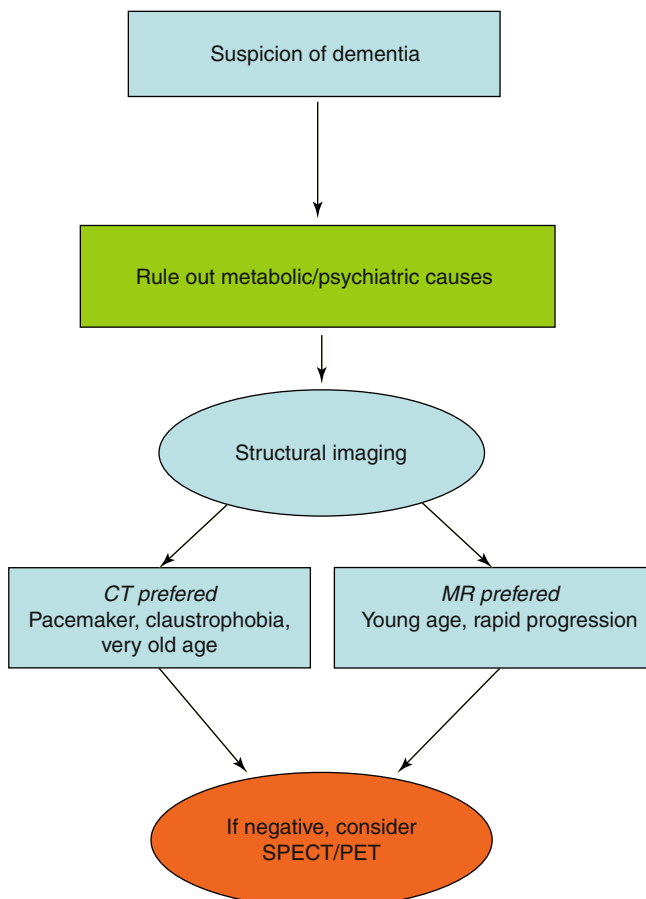 Suspicion of dementia
Rule out metabolic/psychiatric causes
Structural imaging
CT prefered
Pacemaker, claustrophobia,
very old age
MR prefered
Young age, rapid progression
If negative, consider
SPECT/PET